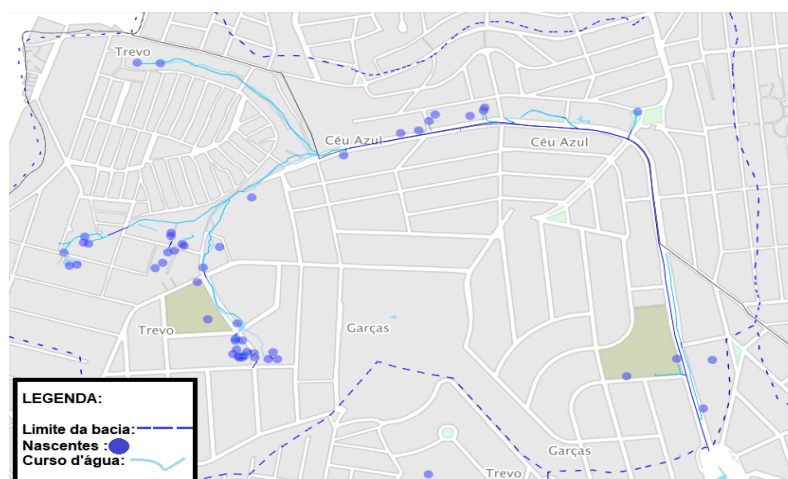 Trevo
Céu Azul
Céu Azul
Trevo
Garças
Garças
Trevo
LEGENDA:
Limite da bacia:
Nascentes :
Curso d'água: